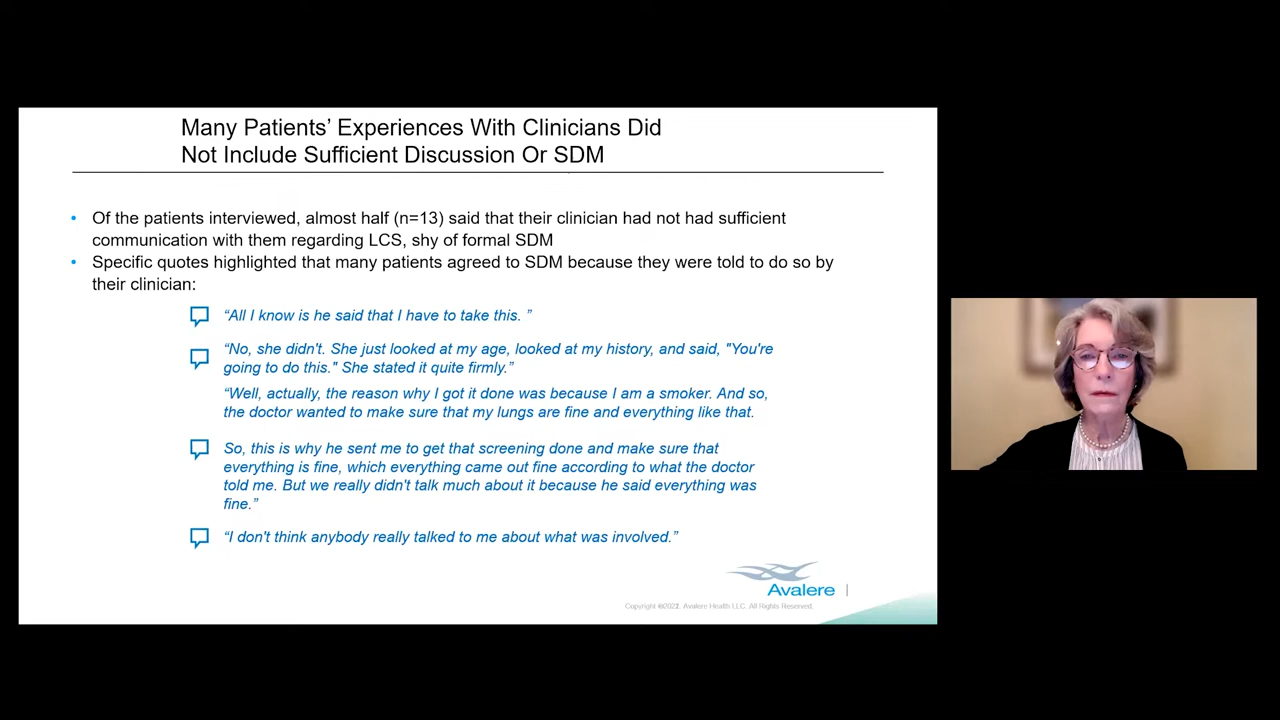 Many Patients’ Experiences With Clinicians Did
Not Include Sufficient Discussion Or SDM
• Of the patients interviewed, almost half (n=13) said that their clinician had not had sufficient
communication with them regarding LCS, shy of formal SDM
• Specific quotes highlighted that many patients agreed to SDM because they were told to do so by
their clinician:
“All I know is he said that I have to take this. ”
“No, she didn't. She just looked at my age, looked at my history, and said, "You're
going to do this." She stated it quite firmly.”
“Well, actually, the reason why I got it done was because I am a smoker. And so,
the doctor wanted to make sure that my lungs are fine and everything like that.
So, this is why he sent me to get that screening done and make sure that
everything is fine, which everything came out fine according to what the doctor
told me. But we really didn't talk much about it because he said everything was
fine.”
“I don't think anybody really talked to me about what was involved.”
Avalere |
Copyright Avalere Health LLC. All Rights Reserved.